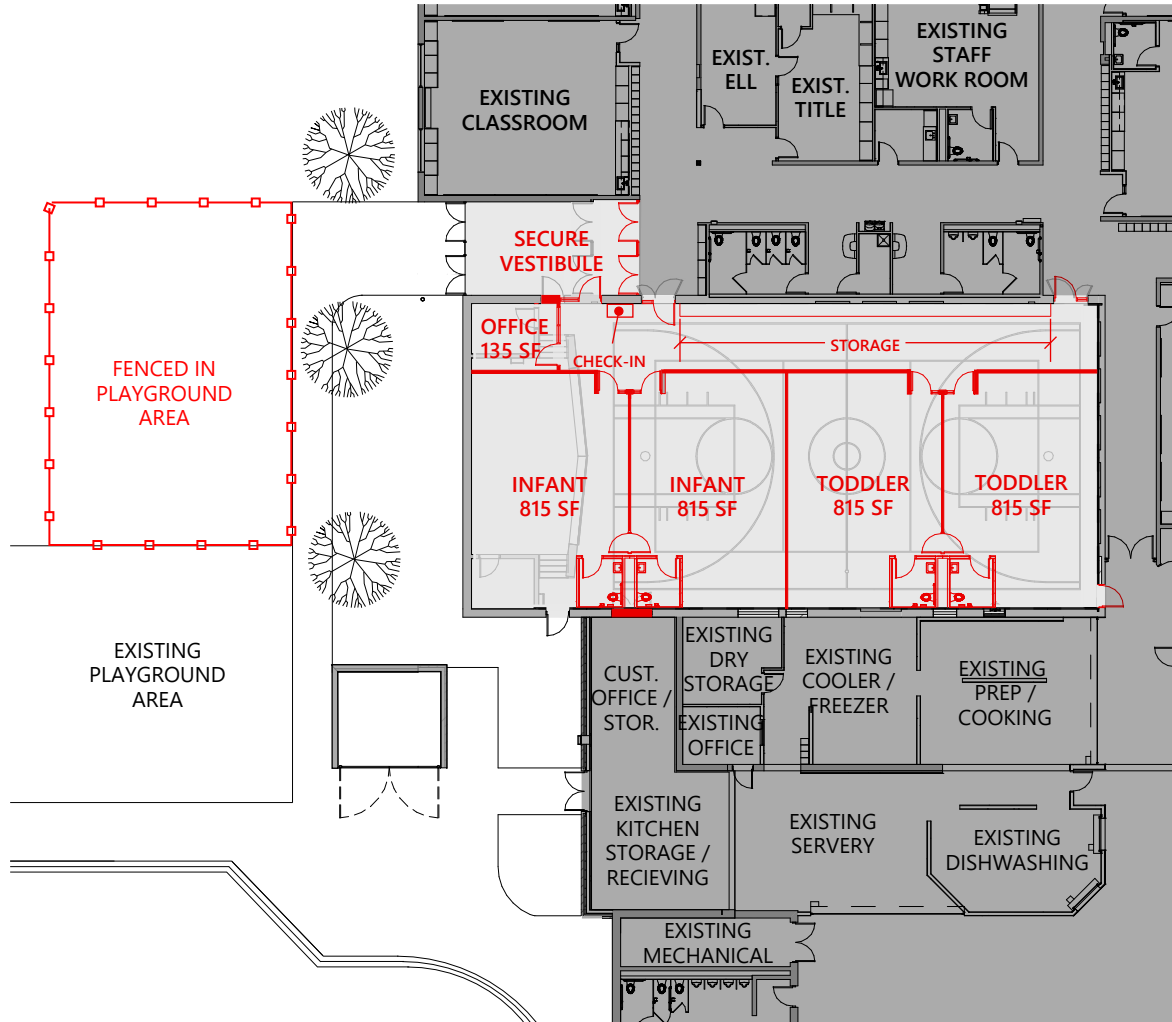 EXISTING
CLASSROOM
EXIST.
ELL
EXIST.
TITLE
EXISTING
STAFF
WORK ROOM
SECURE
VESTIBULE
OFFICE
135 SF
CHECK-IN
STORAGE
FENCED IN
PLAYGROUND
AREA
INFANT
815 SF
INFANT
815 SF
TODDLER
815 SF
TODDLER
815 SF
EXISTING
PLAYGROUND
AREA
CUST.
OFFICE /
STOR.
EXISTING
DRY
STORAGE
EXISTING
OFFICE
EXISTING
COOLER /
FREEZER
EXISTING
PREP /
COOKING
EXISTING
KITCHEN
STORAGE /
RECIEVING
EXISTING
SERVERY
EXISTING
DISHWASHING
EXISTING
MECHANICAL